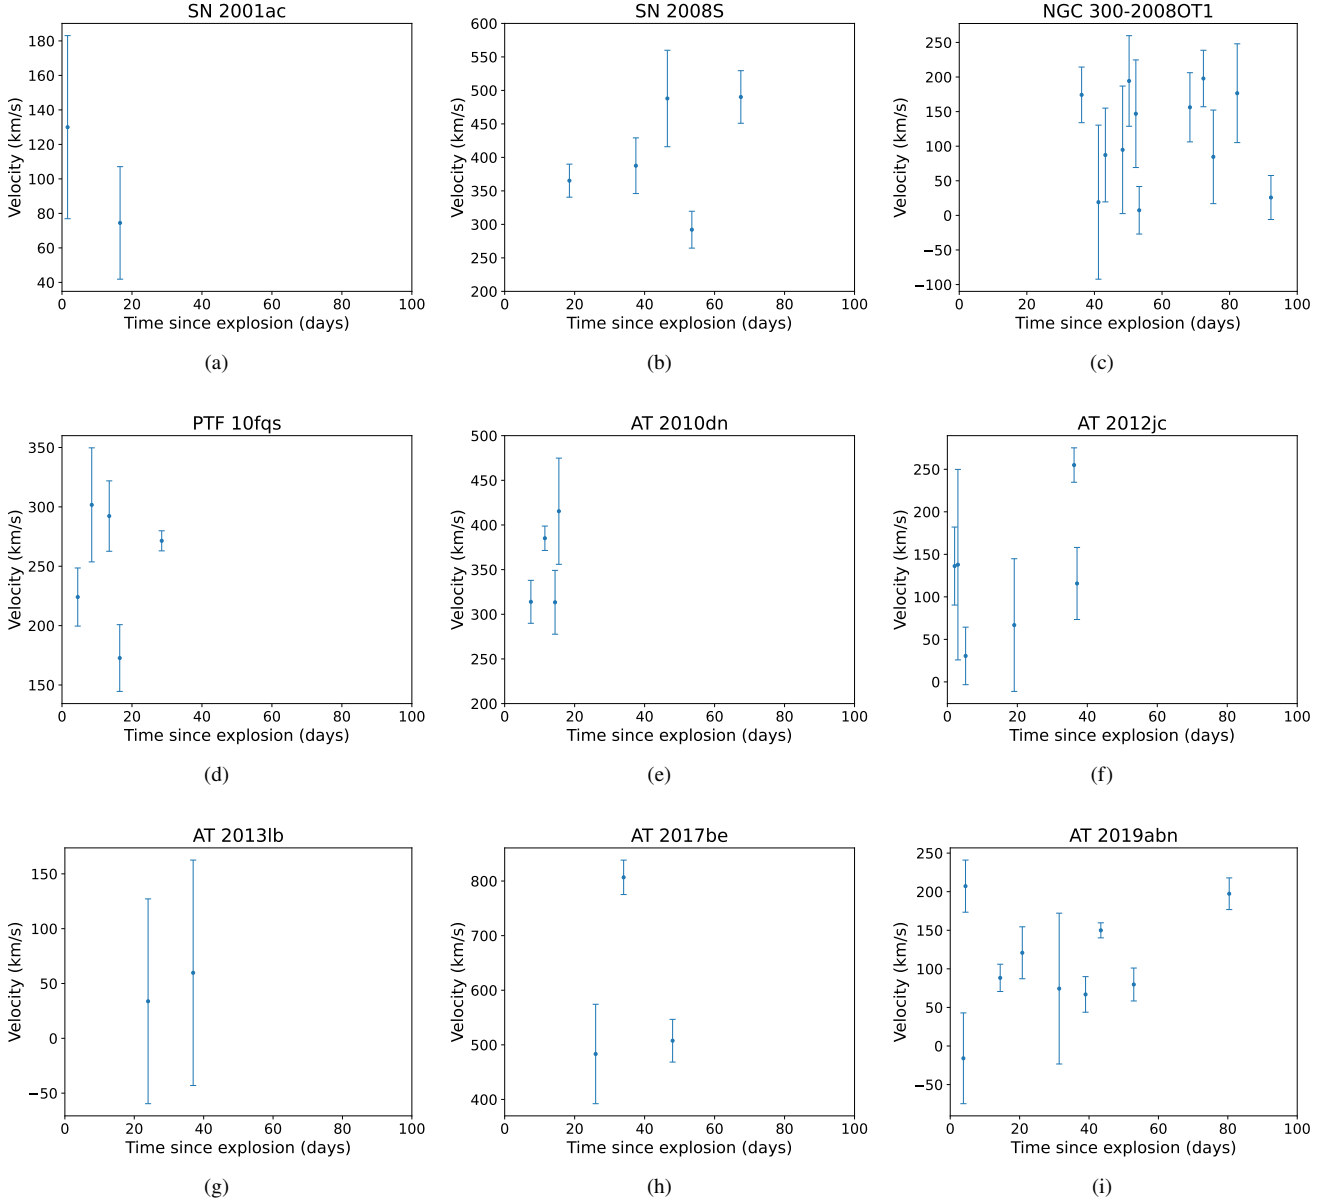 SN 2001ac
Velocity (km/s)
180
160
140
120
100
80
60
40
0 20 40 60 80 100
Time since explosion (days)
(a)
SN 2008S
Velocity (km/s)
600
550
500
450
400
350
300
250
200
0 20 40 60 80 100
Time since explosion (days)
(b)
NGC 300-2008OT1
Velocity (km/s)
250
200
150
100
50
0
−50
−100
0 20 40 60 80 100
Time since explosion (days)
(c)
PTF 10fqs
Velocity (km/s)
350
300
250
200
150
0 20 40 60 80 100
Time since explosion (days)
(d)
AT 2010dn
Velocity (km/s)
500
450
400
350
300
250
200
0 20 40 60 80 100
Time since explosion (days)
(e)
AT 2012jc
Velocity (km/s)
250
200
150
100
50
0
0 20 40 60 80 100
Time since explosion (days)
(f)
AT 2013lb
Velocity (km/s)
150
100
50
0
−50
0 20 40 60 80 100
Time since explosion (days)
(g)
AT 2017be
Velocity (km/s)
800
700
600
500
400
0 20 40 60 80 100
Time since explosion (days)
(h)
AT 2019abn
Velocity (km/s)
250
200
150
100
50
0
−50
0 20 40 60 80 100
Time since explosion (days)
(i)